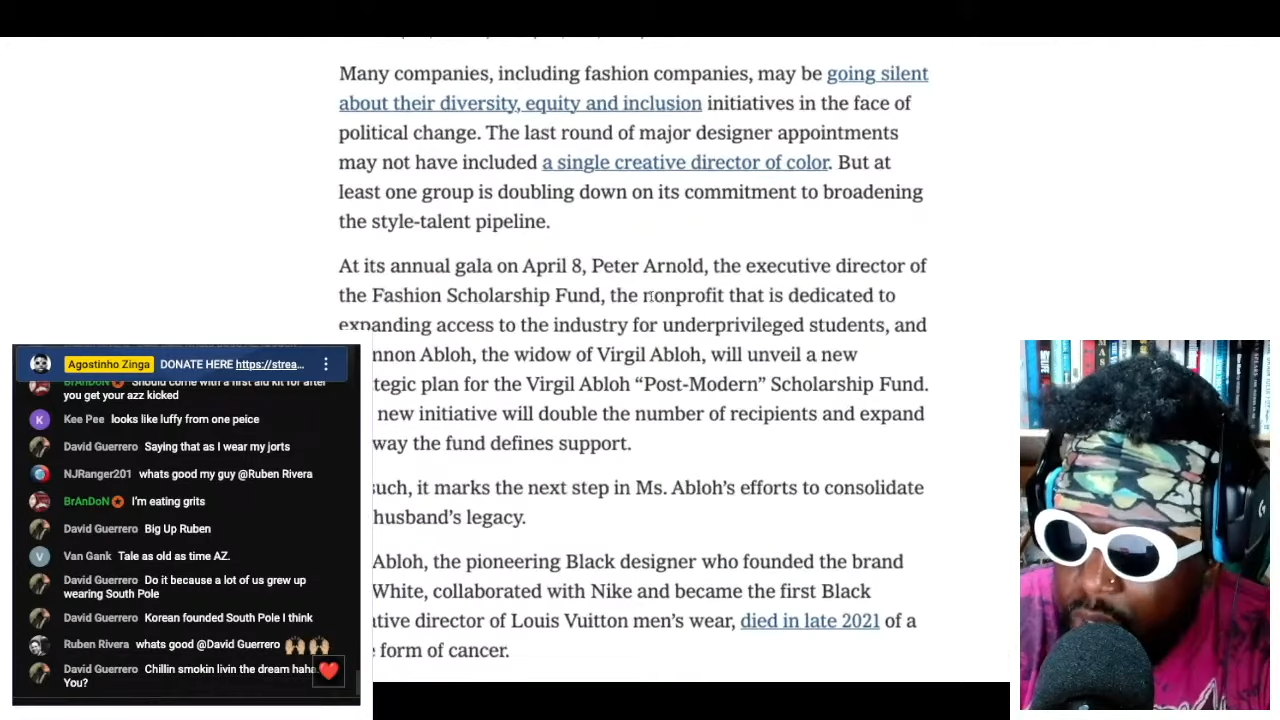 Many companies, including fashion companies, may be going silent
about their diversity, equity and inclusion initiatives in the face of
political change. The last round of major designer appointments
may not have included a single creative director of color. But at
least one group is doubling down on its commitment to broadening
the style-talent pipeline.
At its annual gala on April 8, Peter Arnold, the executive director of
the Fashion Scholarship Fund, the nonprofit that is dedicated to
expanding access to the industry for underprivileged students, and
nnon Abloh, the widow of Virgil Abloh, will unveil a new
tegic plan for the Virgil Abloh “Post-Modern” Scholarship Fund.
new initiative will double the number of recipients and expand
way the fund defines support.
such, it marks the next step in Ms. Abloh’s efforts to consolidate
husband’s legacy.
Abloh, the pioneering Black designer who founded the brand
White, collaborated with Nike and became the first Black
tive director of Louis Vuitton men’s wear, died in late 2021 of a
form of cancer.
Agostinho Zinga DONATE HERE https://strea...
BrAnDoN Should come with a first aid kit for after
you get your azz kicked
K Kee Pee looks like luffy from one peice
David Guerrero Saying that as I wear my jorts
NJRanger201 whats good my guy @Ruben Rivera
BrAnDoN I’m eating grits
David Guerrero Big Up Ruben
V Van Gank Tale as old as time AZ.
David Guerrero Do it because a lot of us grew up
wearing South Pole
David Guerrero Korean founded South Pole I think
Ruben Rivera whats good @David Guerrero 🙌🏽 🙌🏽
David Guerrero Chillin smokin livin the dream haha.
You?